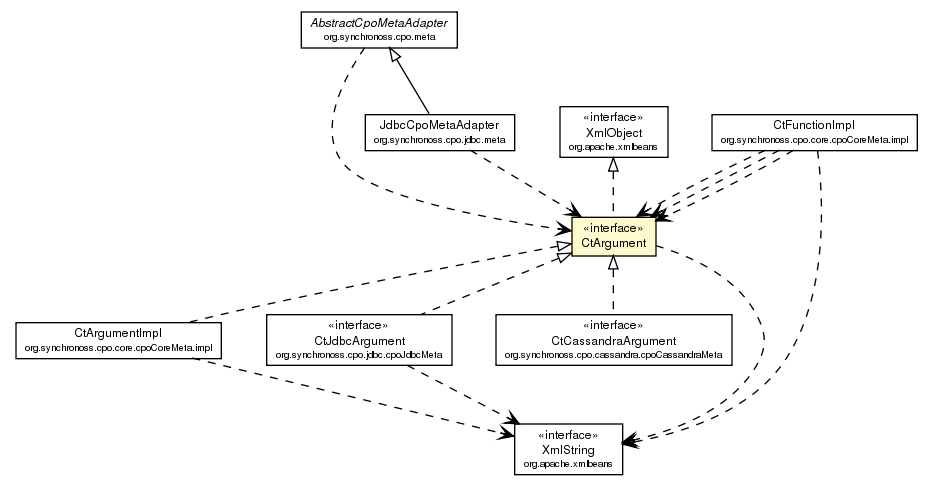 AbstractCpoMetaAdapter
org.synchronoss.cpo.meta
JdbcCpoMetaAdapter
org.synchronoss.cpo.jdbc.meta
«interface»
XmlObject
org.apache.xmlbeans
CtFunctionImpl
org.synchronoss.cpo.core.cpoCoreMeta.impl
«interface»
CtArgument
CtArgumentImpl
org.synchronoss.cpo.core.cpoCoreMeta.impl
«interface»
CtJdbcArgument
org.synchronoss.cpo.jdbc.cpoJdbcMeta
«interface»
CtCassandraArgument
org.synchronoss.cpo.cassandra.cpoCassandraMeta
«interface»
XmlString
org.apache.xmlbeans